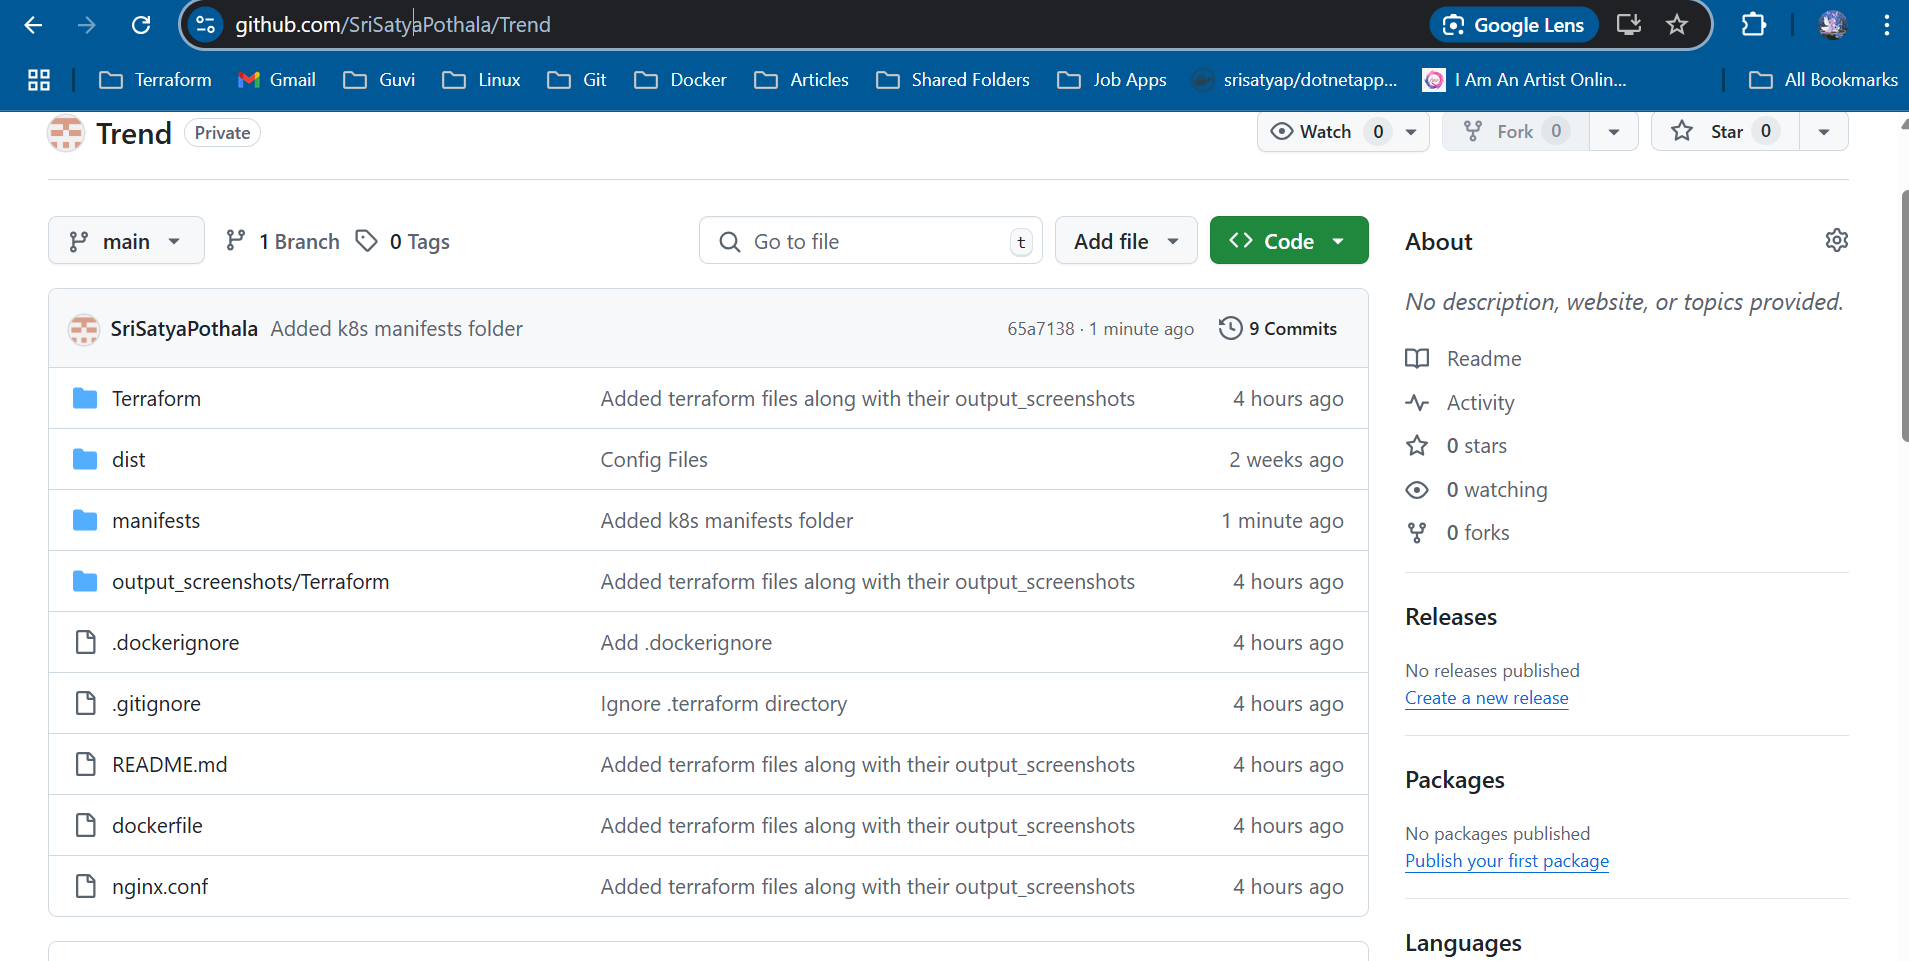 github.com/SriSatyaPothala/Trend
Google Lens
Terraform
Gmail
Guvi
Linux
Git
Docker
Articles
Shared Folders
Job Apps
srisatyap/dotnetapp...
I Am An Artist Onlin...
All Bookmarks
Trend Private
Watch 0
Fork 0
Star 0
main
1 Branch
0 Tags
Go to file
t
Add file
Code
SriSatyaPothala Added k8s manifests folder 65a7138 · 1 minute ago 9 Commits
Terraform Added terraform files along with their output_screenshots 4 hours ago
dist Config Files 2 weeks ago
manifests Added k8s manifests folder 1 minute ago
output_screenshots/Terraform Added terraform files along with their output_screenshots 4 hours ago
.dockerignore Add .dockerignore 4 hours ago
.gitignore Ignore .terraform directory 4 hours ago
README.md Added terraform files along with their output_screenshots 4 hours ago
dockerfile Added terraform files along with their output_screenshots 4 hours ago
nginx.conf Added terraform files along with their output_screenshots 4 hours ago
About
No description, website, or topics provided.
Readme
Activity
0 stars
0 watching
0 forks
Releases
No releases published
Create a new release
Packages
No packages published
Publish your first package
Languages